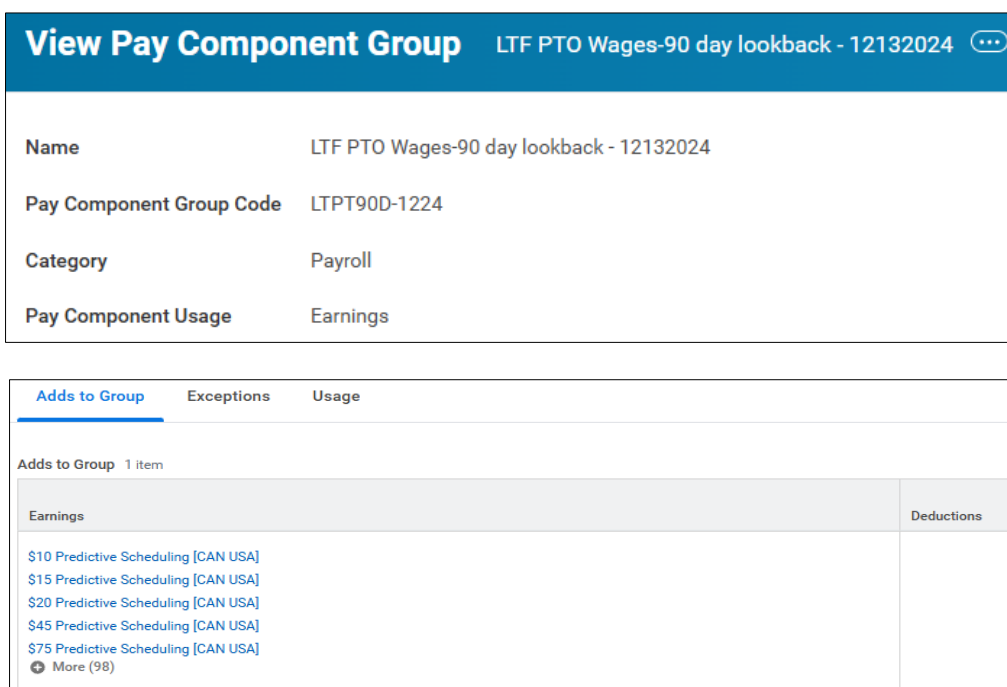 View Pay Component Group LTF PTO Wages-90 day lookback - 12132024
Name LTF PTO Wages-90 day lookback - 12132024
Pay Component Group Code LTPT90D-1224
Category Payroll
Pay Component Usage Earnings
Adds to Group Exceptions Usage
Adds to Group 1 item
Earnings Deductions
$10 Predictive Scheduling [CAN USA]
$15 Predictive Scheduling [CAN USA]
$20 Predictive Scheduling [CAN USA]
$45 Predictive Scheduling [CAN USA]
$75 Predictive Scheduling [CAN USA]
More (98)